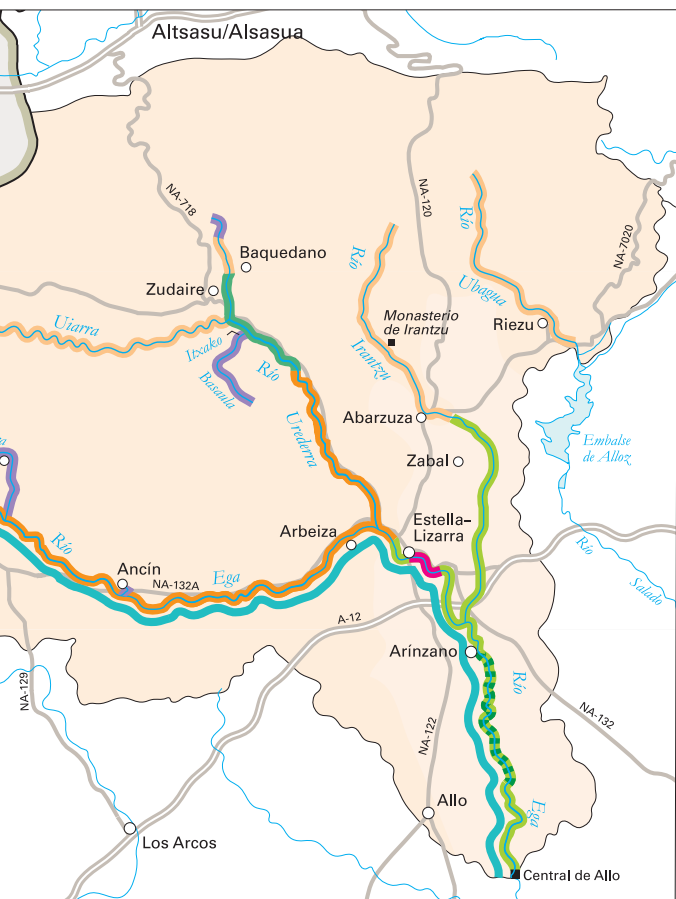 Altsasu/Alsasua
NA-718
NA-120
Río
NA-7020
Baquedano
Río
Zudaire
Ubagua
Uiarra
Monasterio
de Irantzu
Riezu
Itxako
Río
Irantzu
Basaula
Urederra
Abarzuza
Embalse
de Alloz
Zabal
Estella–
Lizarra
Arbeiza
Río
Río
Ancín
NA-132A
Ega
Salado
A-12
Arínzano
Río
NA-129
NA-132
NA-122
Allo
Ega
Los Arcos
Central de Allo